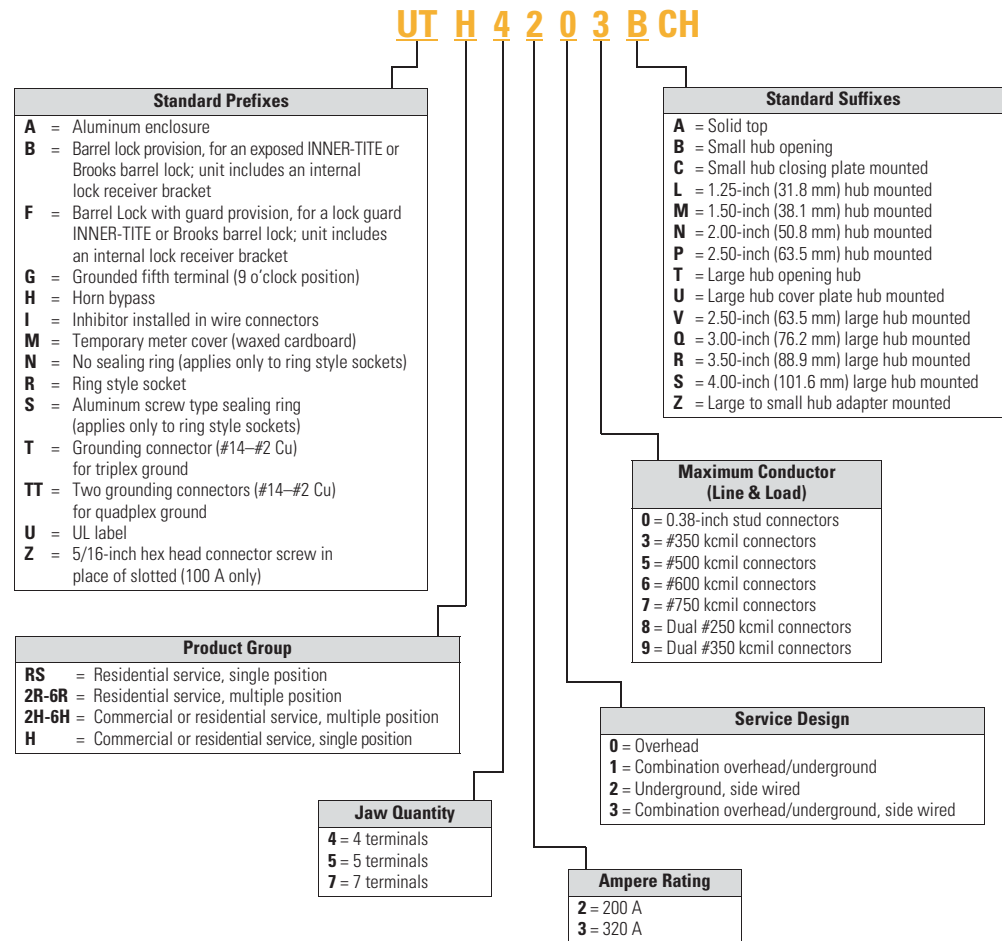 UT H 4 2 0 3 B CH
Standard Prefixes
A = Aluminum enclosure
B = Barrel lock provision, for an exposed INNER-TITE or
Brooks barrel lock; unit includes an internal
lock receiver bracket
F = Barrel Lock with guard provision, for a lock guard
INNER-TITE or Brooks barrel lock; unit includes
an internal lock receiver bracket
G = Grounded fifth terminal (9 o'clock position)
H = Horn bypass
I = Inhibitor installed in wire connectors
M = Temporary meter cover (waxed cardboard)
N = No sealing ring (applies only to ring style sockets)
R = Ring style socket
S = Aluminum screw type sealing ring
(applies only to ring style sockets)
T = Grounding connector (#14–#2 Cu)
for triplex ground
TT = Two grounding connectors (#14–#2 Cu)
for quadplex ground
U = UL label
Z = 5/16-inch hex head connector screw in
place of slotted (100 A only)
Standard Suffixes
A = Solid top
B = Small hub opening
C = Small hub closing plate mounted
L = 1.25-inch (31.8 mm) hub mounted
M = 1.50-inch (38.1 mm) hub mounted
N = 2.00-inch (50.8 mm) hub mounted
P = 2.50-inch (63.5 mm) hub mounted
T = Large hub opening hub
U = Large hub cover plate hub mounted
V = 2.50-inch (63.5 mm) large hub mounted
Q = 3.00-inch (76.2 mm) large hub mounted
R = 3.50-inch (88.9 mm) large hub mounted
S = 4.00-inch (101.6 mm) large hub mounted
Z = Large to small hub adapter mounted
Maximum Conductor
(Line & Load)
0 = 0.38-inch stud connectors
3 = #350 kcmil connectors
5 = #500 kcmil connectors
6 = #600 kcmil connectors
7 = #750 kcmil connectors
8 = Dual #250 kcmil connectors
9 = Dual #350 kcmil connectors
Product Group
RS = Residential service, single position
2R-6R = Residential service, multiple position
2H-6H = Commercial or residential service, multiple position
H = Commercial or residential service, single position
Service Design
0 = Overhead
1 = Combination overhead/underground
2 = Underground, side wired
3 = Combination overhead/underground, side wired
Jaw Quantity
4 = 4 terminals
5 = 5 terminals
7 = 7 terminals
Ampere Rating
2 = 200 A
3 = 320 A